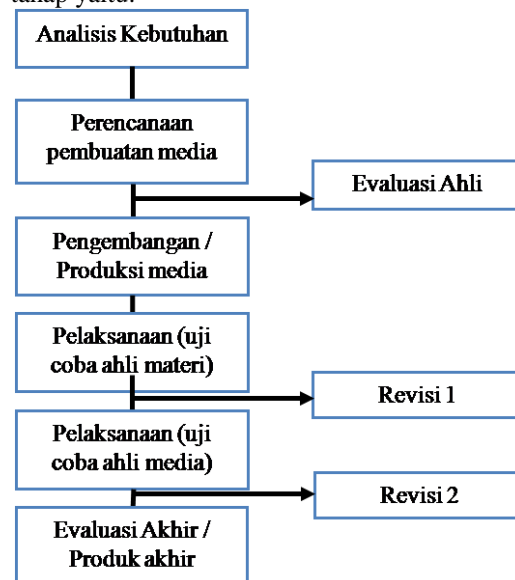 tahap yaitu:
Analisis Kebutuhan
Perencanaan
pembuatan media
Evaluasi Ahli
Pengembangan /
Produksi media
Pelaksanaan (uji
coba ahli materi)
Revisi 1
Pelaksanaan (uji
coba ahli media)
Revisi 2
Evaluasi Akhir /
Produk akhir